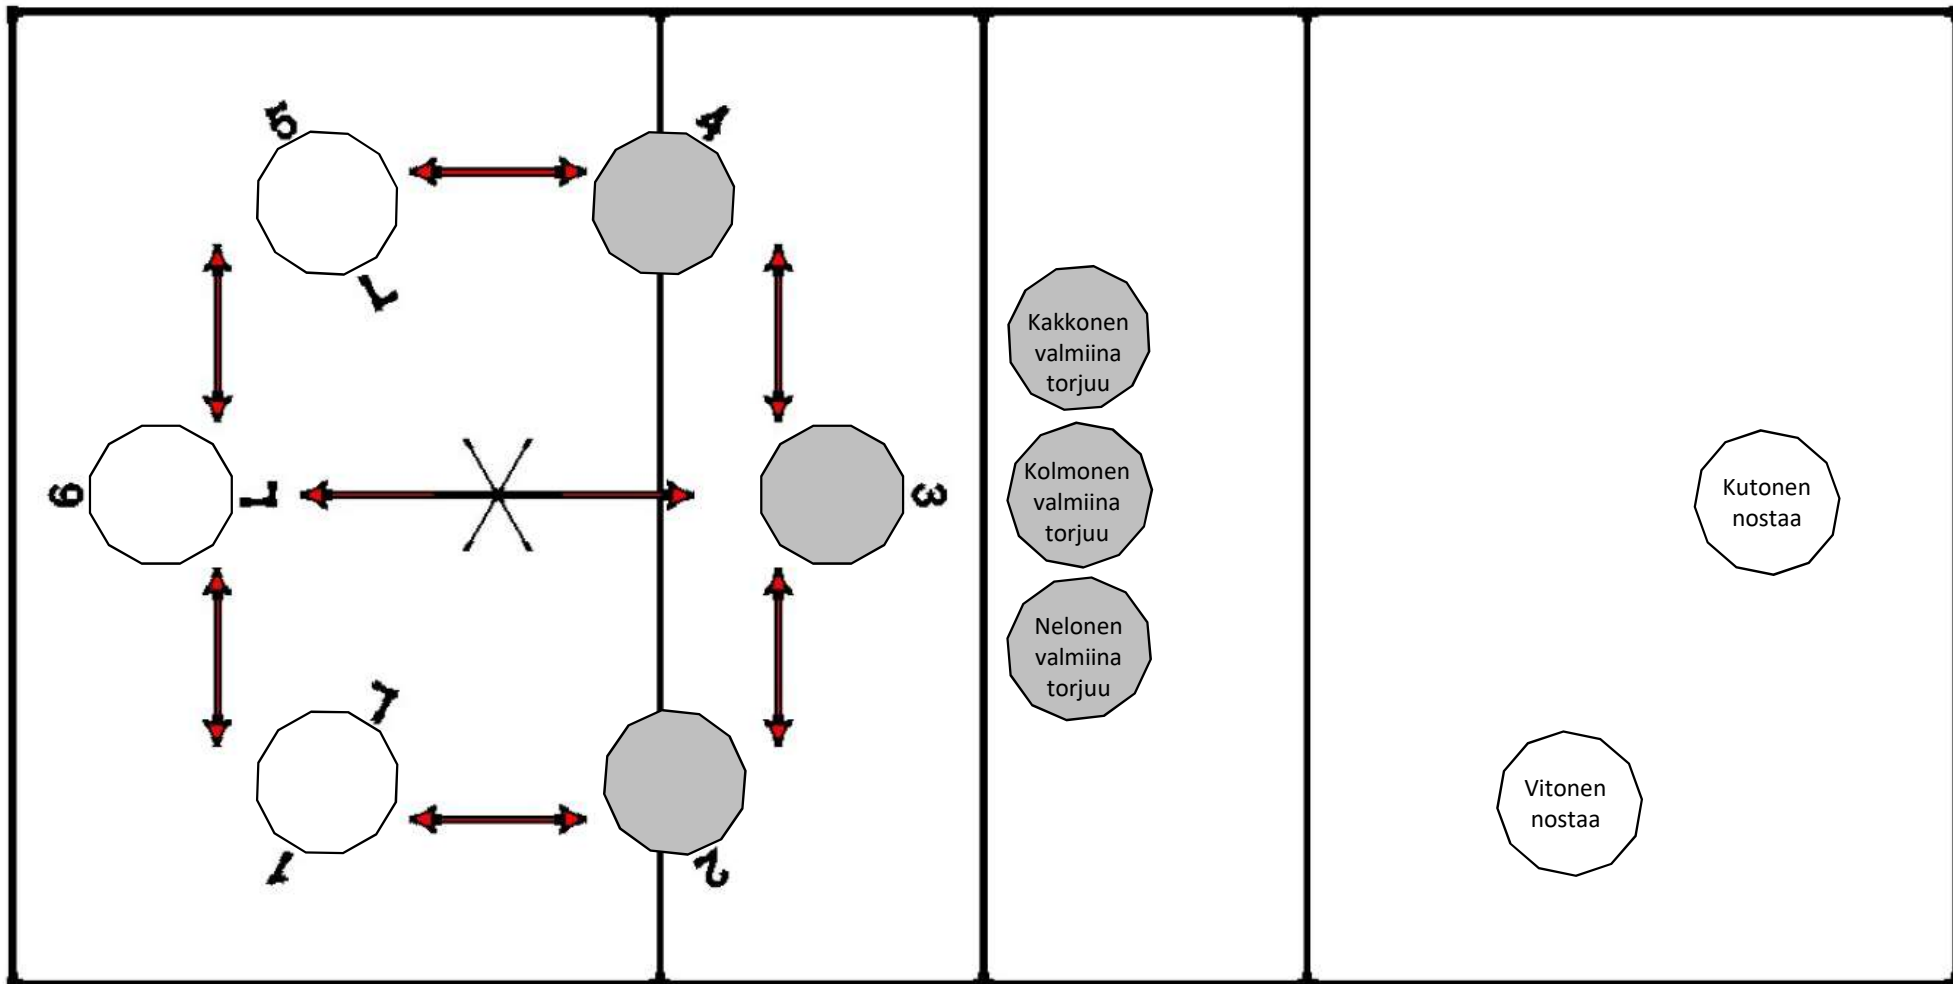 5
4
L
Kakkonen
valmiina
torjuu
6
L
3
Kolmonen
valmiina
torjuu
Kutonen
nostaa
Nelonen
valmiina
torjuu
L
1
2
Vitonen
nostaa